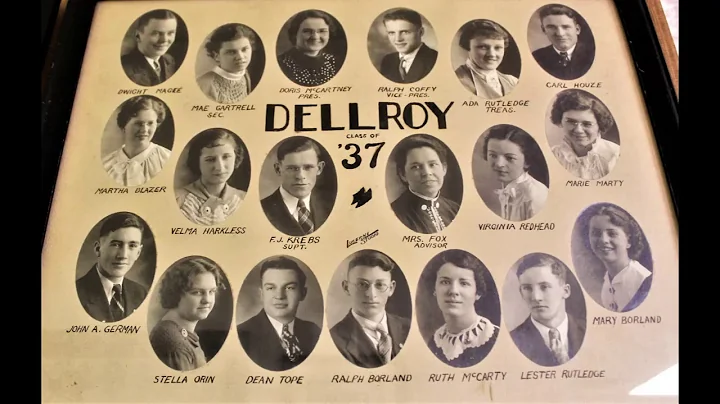 DWIGHT MAGEE
MAE GARTRELL
SEC.
DORIS McCARTNEY
PRES.
RALPH COFFY
VICE-PRES.
ADA RUTLEDGE
TREAS.
CARL HOUZE
DELLROY
CLASS OF
'37
MARTHA BLAZER
VELMA HARKLESS
F.J. KREBS
SUPT.
MRS. FOX
ADVISOR
VIRGINIA REDHEAD
MARIE MARTY
JOHN A. GERMAN
STELLA ORIN
DEAN TOPE
RALPH BORLAND
RUTH McCARTY
LESTER RUTLEDGE
MARY BORLAND